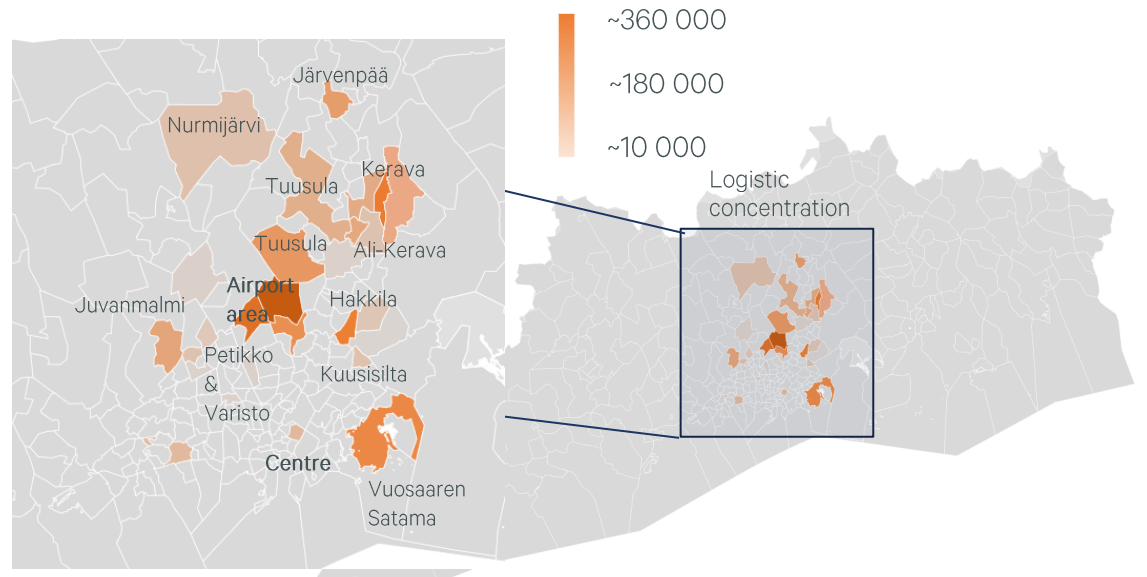 ~360 000
~180 000
~10 000
Logistic
concentration
Järvenpää
Nurmijärvi
Kerava
Tuusula
Tuusula
Ali-Kerava
Airport
area
Juvanmalmi
Hakkila
Petikko
&
Varisto
Kuusisilta
Centre
Vuosaaren
Satama